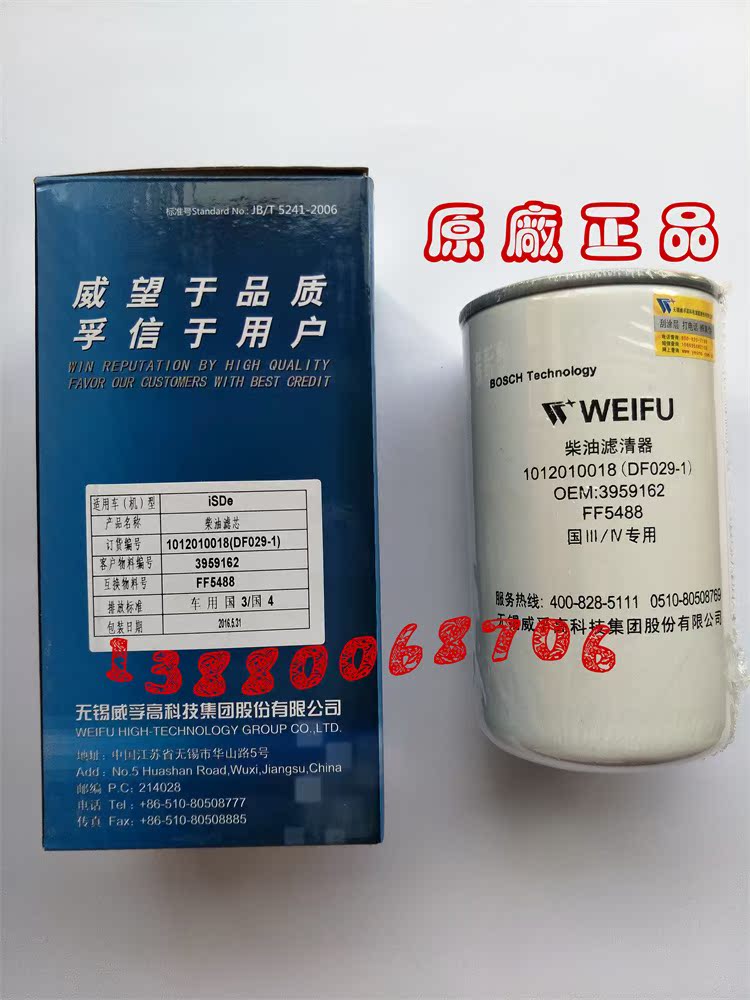 标准号Standard No.: JB/T 5241-2006
威望于品质
孚信于用户
WIN REPUTATION BY HIGH QUALITY
FAVOR OUR CUSTOMERS WITH BEST CREDIT
适用车(机)型 iSDe
产品名称 柴油滤芯
订货编号 1012010018(DF029-1)
客户物料编号 3959162
互换物料号 FF5488
排放标准 车用国3/国4
包装日期 2016.5.31
13880068706
无锡威孚高科技集团股份有限公司
WEIFU HIGH-TECHNOLOGY GROUP CO.,LTD.
地址: 中国江苏省无锡市华山路5号
Add: No.5 Huashan Road,Wuxi,Jiangsu,China
邮编 P.C: 214028
电话 Tel: +86-510-80508777
传真 Fax: +86-510-80508885
原廠正品
刮涂层 打电话
BOSCH Technology
WEIFU
柴油滤清器
1012010018(DF029-1)
OEM:3959162
FF5488
国III/IV专用
服务热线: 400-828-5111 0510-80508769
无锡威孚高科技集团股份有限公司